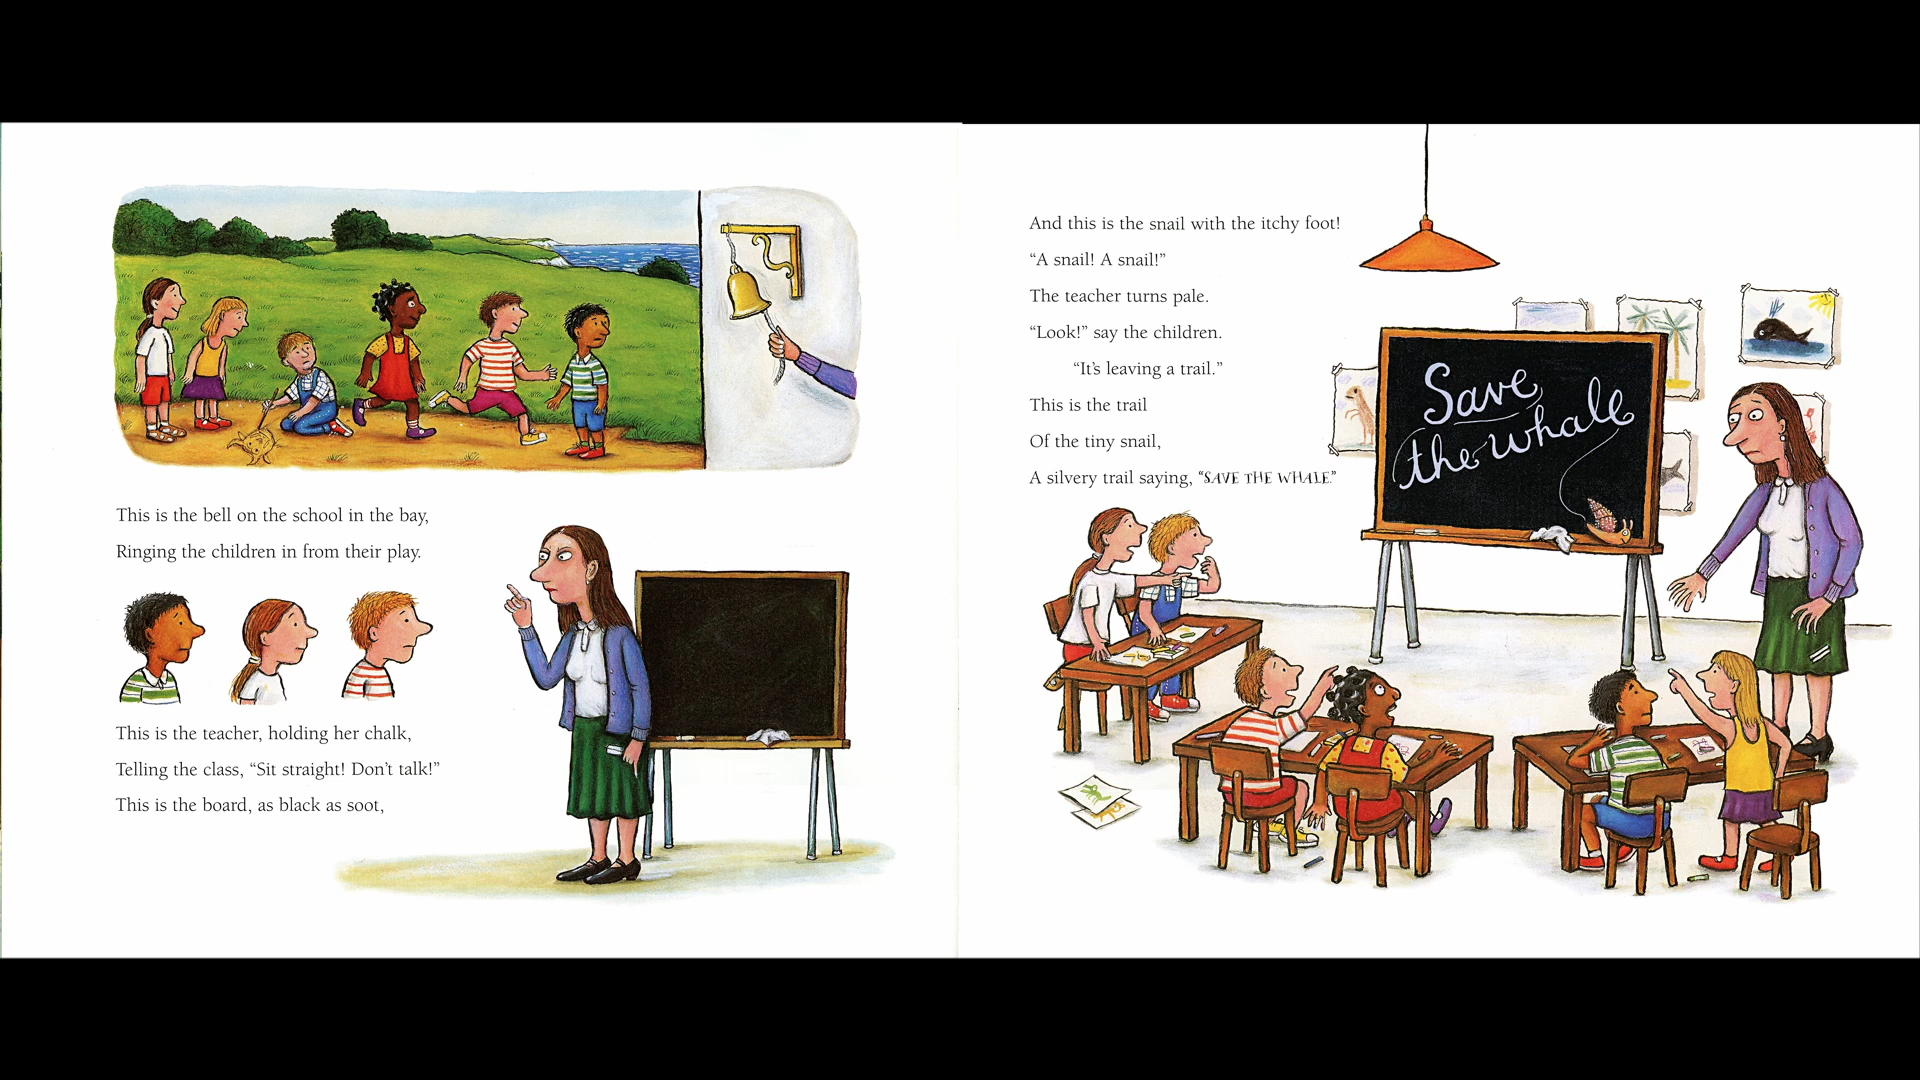 This is the bell on the school in the bay,
Ringing the children in from their play.
This is the teacher, holding her chalk,
Telling the class, “Sit straight! Don’t talk!”
This is the board, as black as soot,
And this is the snail with the itchy foot!
“A snail! A snail!”
The teacher turns pale.
“Look!” say the children.
“It’s leaving a trail.”
This is the trail
Of the tiny snail,
A silvery trail saying, “SAVE THE WHALE.”
Save
the whale